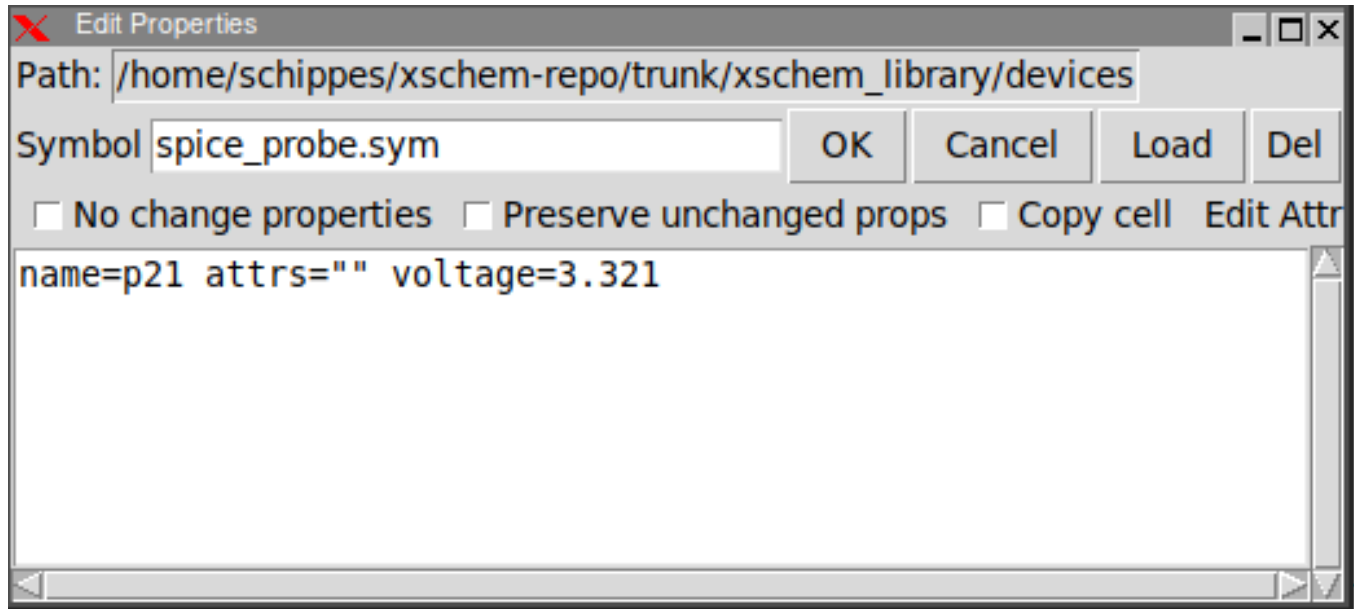 Edit Properties
Path: /home/schippes/xschem-repo/trunk/xschem_library/devices
Symbol spice_probe.sym OK Cancel Load Del
No change properties Preserve unchanged props Copy cell Edit Attr
name=p21 attrs="" voltage=3.321